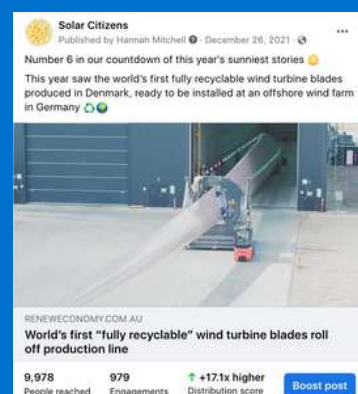 Solar Citizens
Published by Hannah Mitchell · December 26, 2021 ·
Number 6 in our countdown of this year's sunniest stories 🌞
This year saw the world's first fully recyclable wind turbine blades
produced in Denmark, ready to be installed at an offshore wind farm
in Germany ♻️🌍
RENEWECONOMY.COM.AU
World's first "fully recyclable" wind turbine blades roll
off production line
9,978
People reached
979
Engagements
↑ +17.1x higher
Distribution score
Boost post